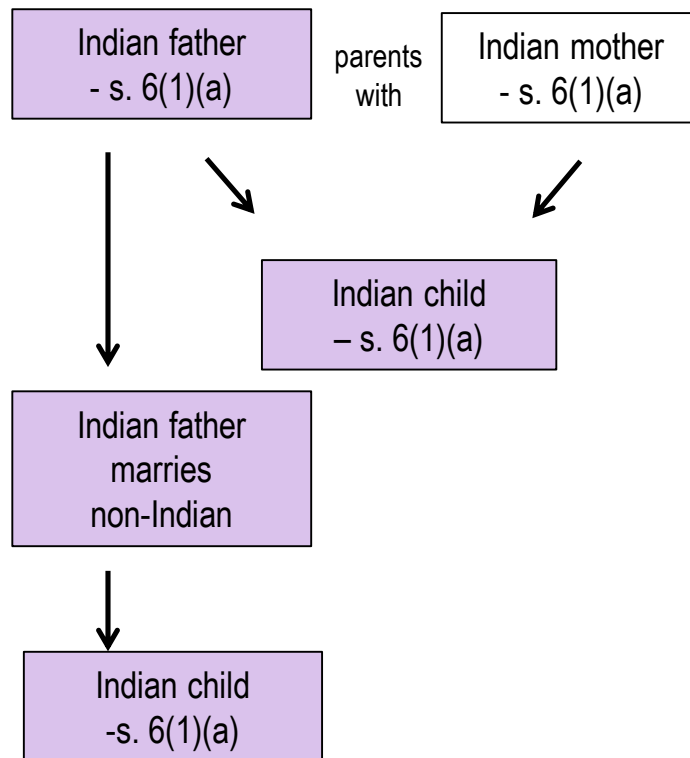 Indian father
- s. 6(1)(a)
parents
with
Indian mother
- s. 6(1)(a)
Indian child
– s. 6(1)(a)
Indian father
marries
non-Indian
Indian child
-s. 6(1)(a)